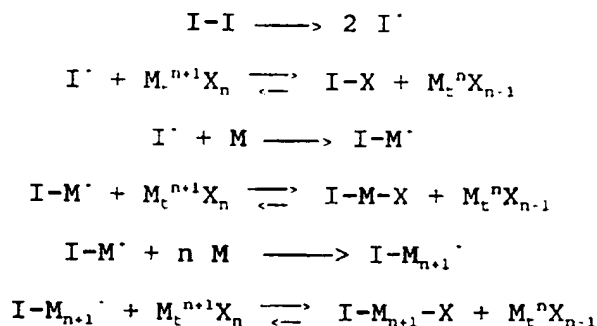 I-I ⟶ 2 I˙
I˙ + Mₜⁿ⁺¹Xₙ ⇌ I-X + MₜⁿXₙ₋₁
I˙ + M ⟶ I-M˙
I-M˙ + Mₜⁿ⁺¹Xₙ ⇌ I-M-X + MₜⁿXₙ₋₁
I-M˙ + n M ⟶ I-Mₙ₊₁˙
I-Mₙ₊₁˙ + Mₜⁿ⁺¹Xₙ ⇌ I-Mₙ₊₁-X + MₜⁿXₙ₋₁